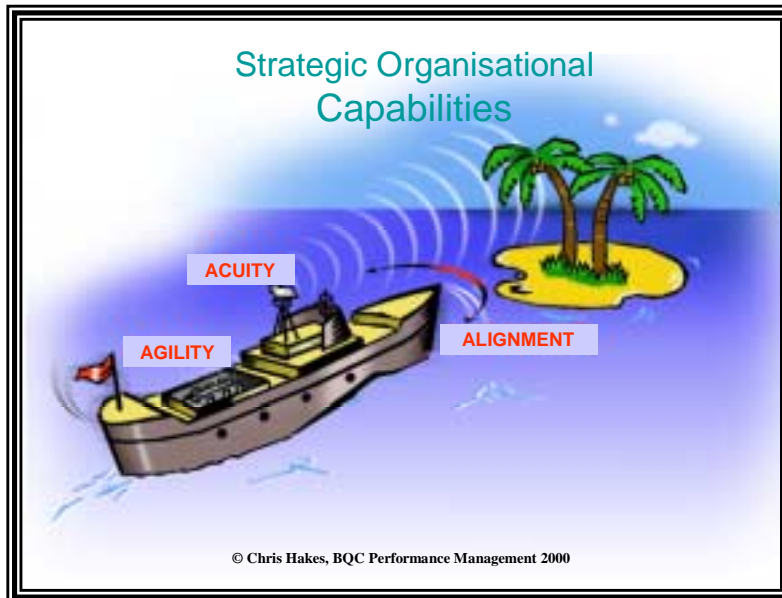 Strategic Organisational
Capabilities
ACUITY
AGILITY
ALIGNMENT
© Chris Hakes, BQC Performance Management 2000